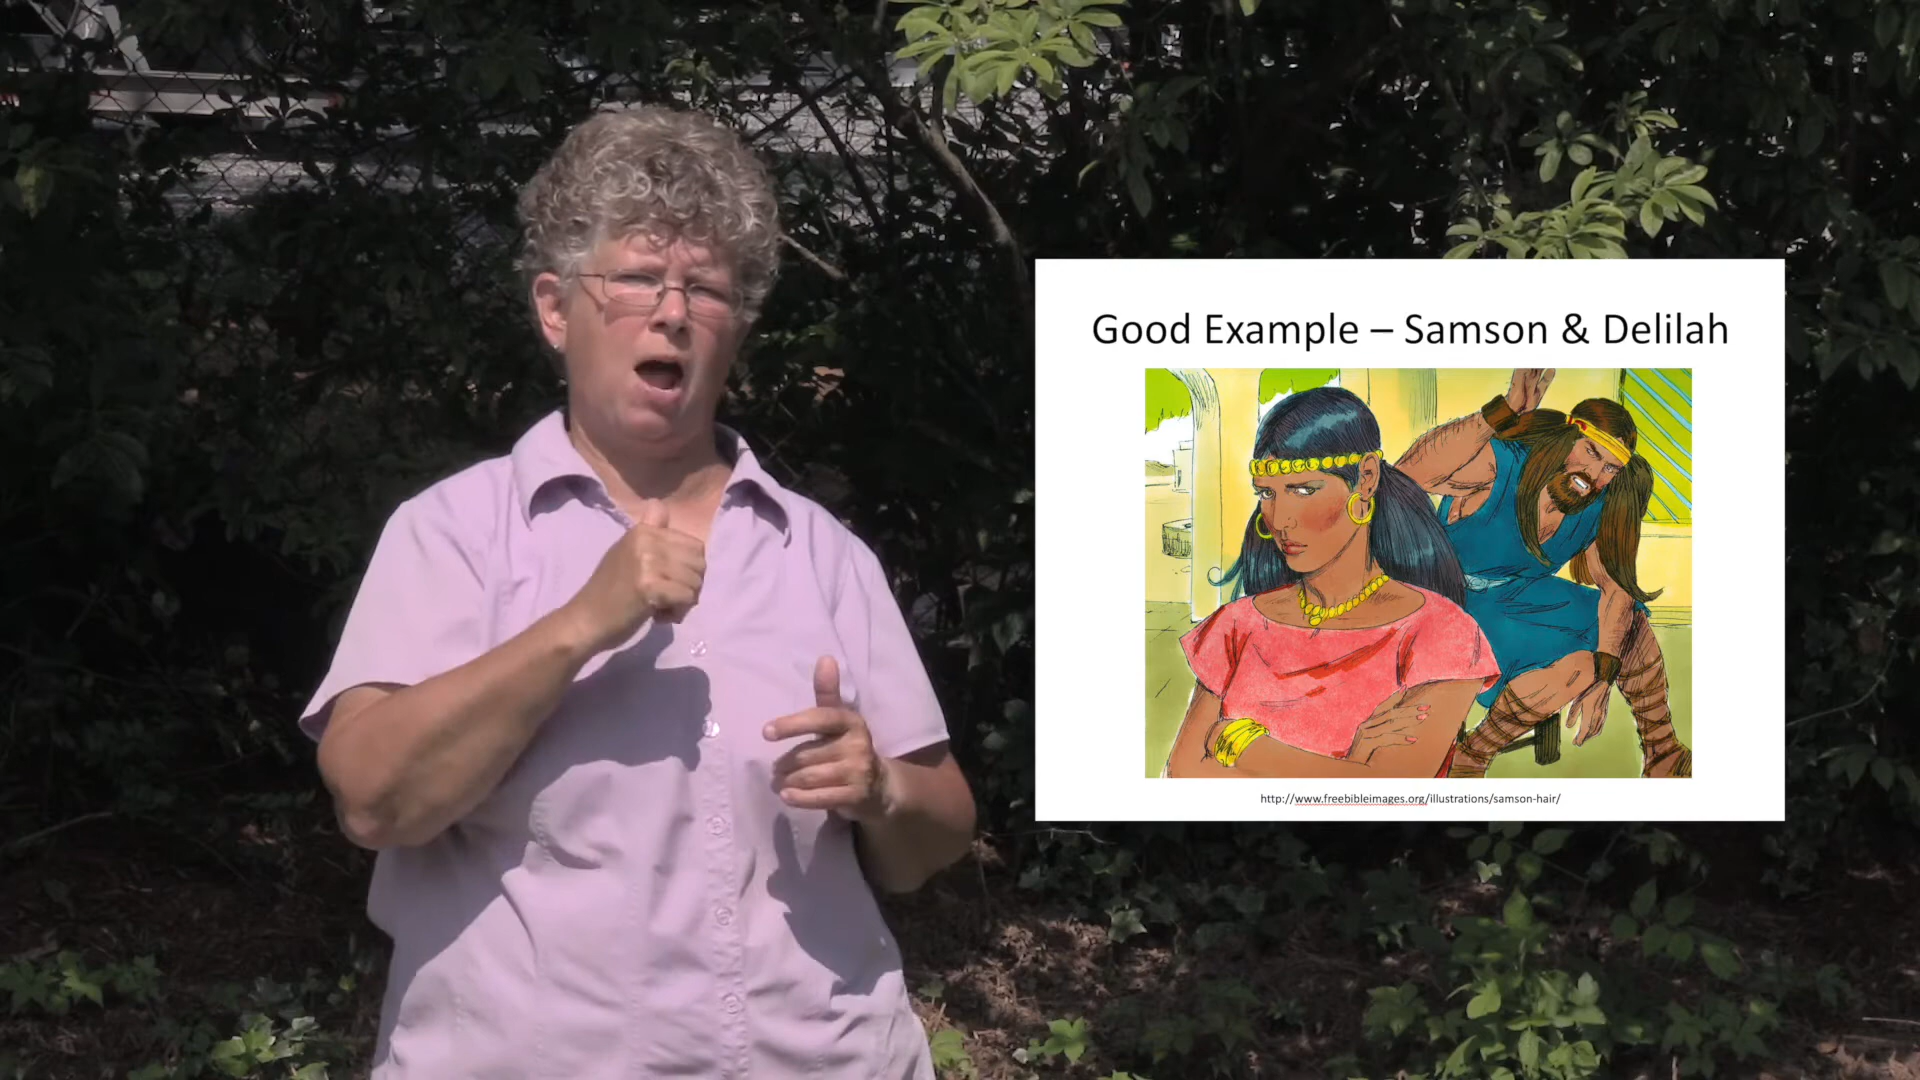 Good Example – Samson & Delilah
http://www.freebibleimages.org/illustrations/samson-hair/